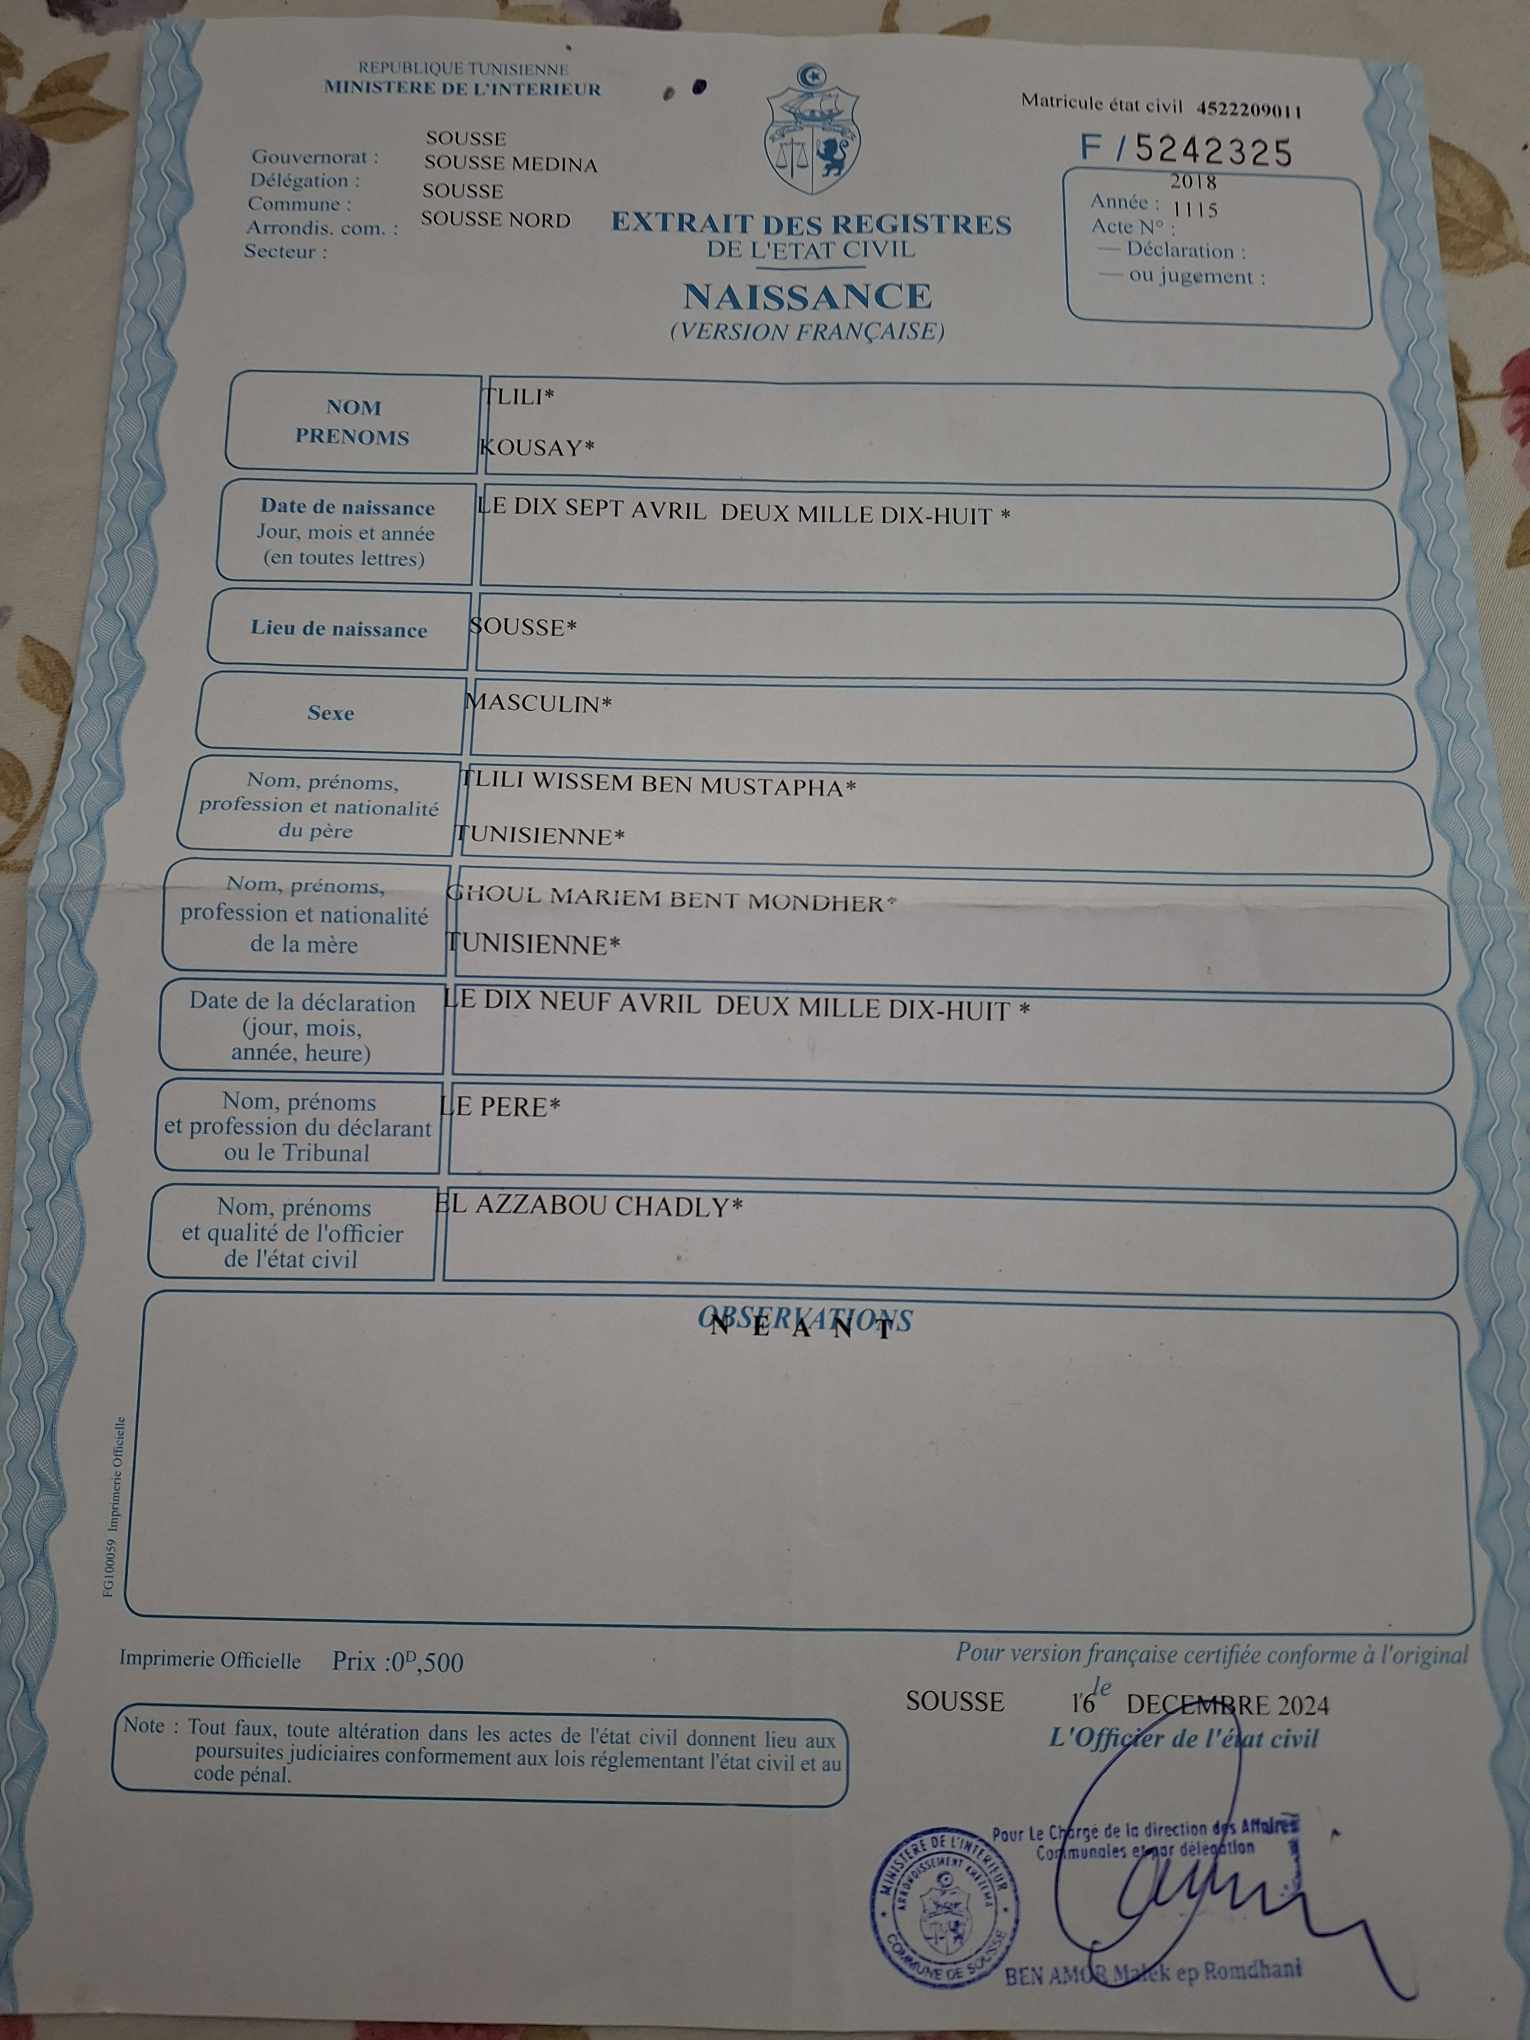 REPUBLIQUE TUNISIENNE
MINISTERE DE L'INTERIEUR
Gouvernorat : SOUSSE
Délégation : SOUSSE MEDINA
Commune : SOUSSE
Arrondis. com. : SOUSSE NORD
Secteur :
Matricule état civil 4522209011
F / 5242325
2018
Année : 1115
Acte N° :
— Déclaration :
— ou jugement :
EXTRAIT DES REGISTRES
DE L'ETAT CIVIL
NAISSANCE
(VERSION FRANÇAISE)
NOM TLILI*
PRENOMS KOUSAY*
Date de naissance LE DIX SEPT AVRIL DEUX MILLE DIX-HUIT *
Jour, mois et année
(en toutes lettres)
Lieu de naissance SOUSSE*
Sexe MASCULIN*
Nom, prénoms, TLILI WISSEM BEN MUSTAPHA*
profession et nationalité
du père TUNISIENNE*
Nom, prénoms, GHOUL MARIEM BENT MONDHER*
profession et nationalité
de la mère TUNISIENNE*
Date de la déclaration LE DIX NEUF AVRIL DEUX MILLE DIX-HUIT *
(jour, mois,
année, heure)
Nom, prénoms LE PERE*
et profession du déclarant
ou le Tribunal
Nom, prénoms EL AZZABOU CHADLY*
et qualité de l'officier
de l'état civil
OBSERVATIONS
N E A N T
FG100059 Imprimerie Officielle
Imprimerie Officielle Prix :0D,500
Pour version française certifiée conforme à l'original
SOUSSE le 16 DECEMBRE 2024
L'Officier de l'état civil
Note : Tout faux, toute altération dans les actes de l'état civil donnent lieu aux
poursuites judiciaires conformement aux lois réglementant l'état civil et au
code pénal.
Pour Le Chargé de la direction des Affaires
Communales et par délégation
MINISTERE DE L'INTERIEUR
ARRONDISSEMENT KHEZEMA
COMMUNE DE SOUSSE
BEN AMOR Malek ep Romdhani